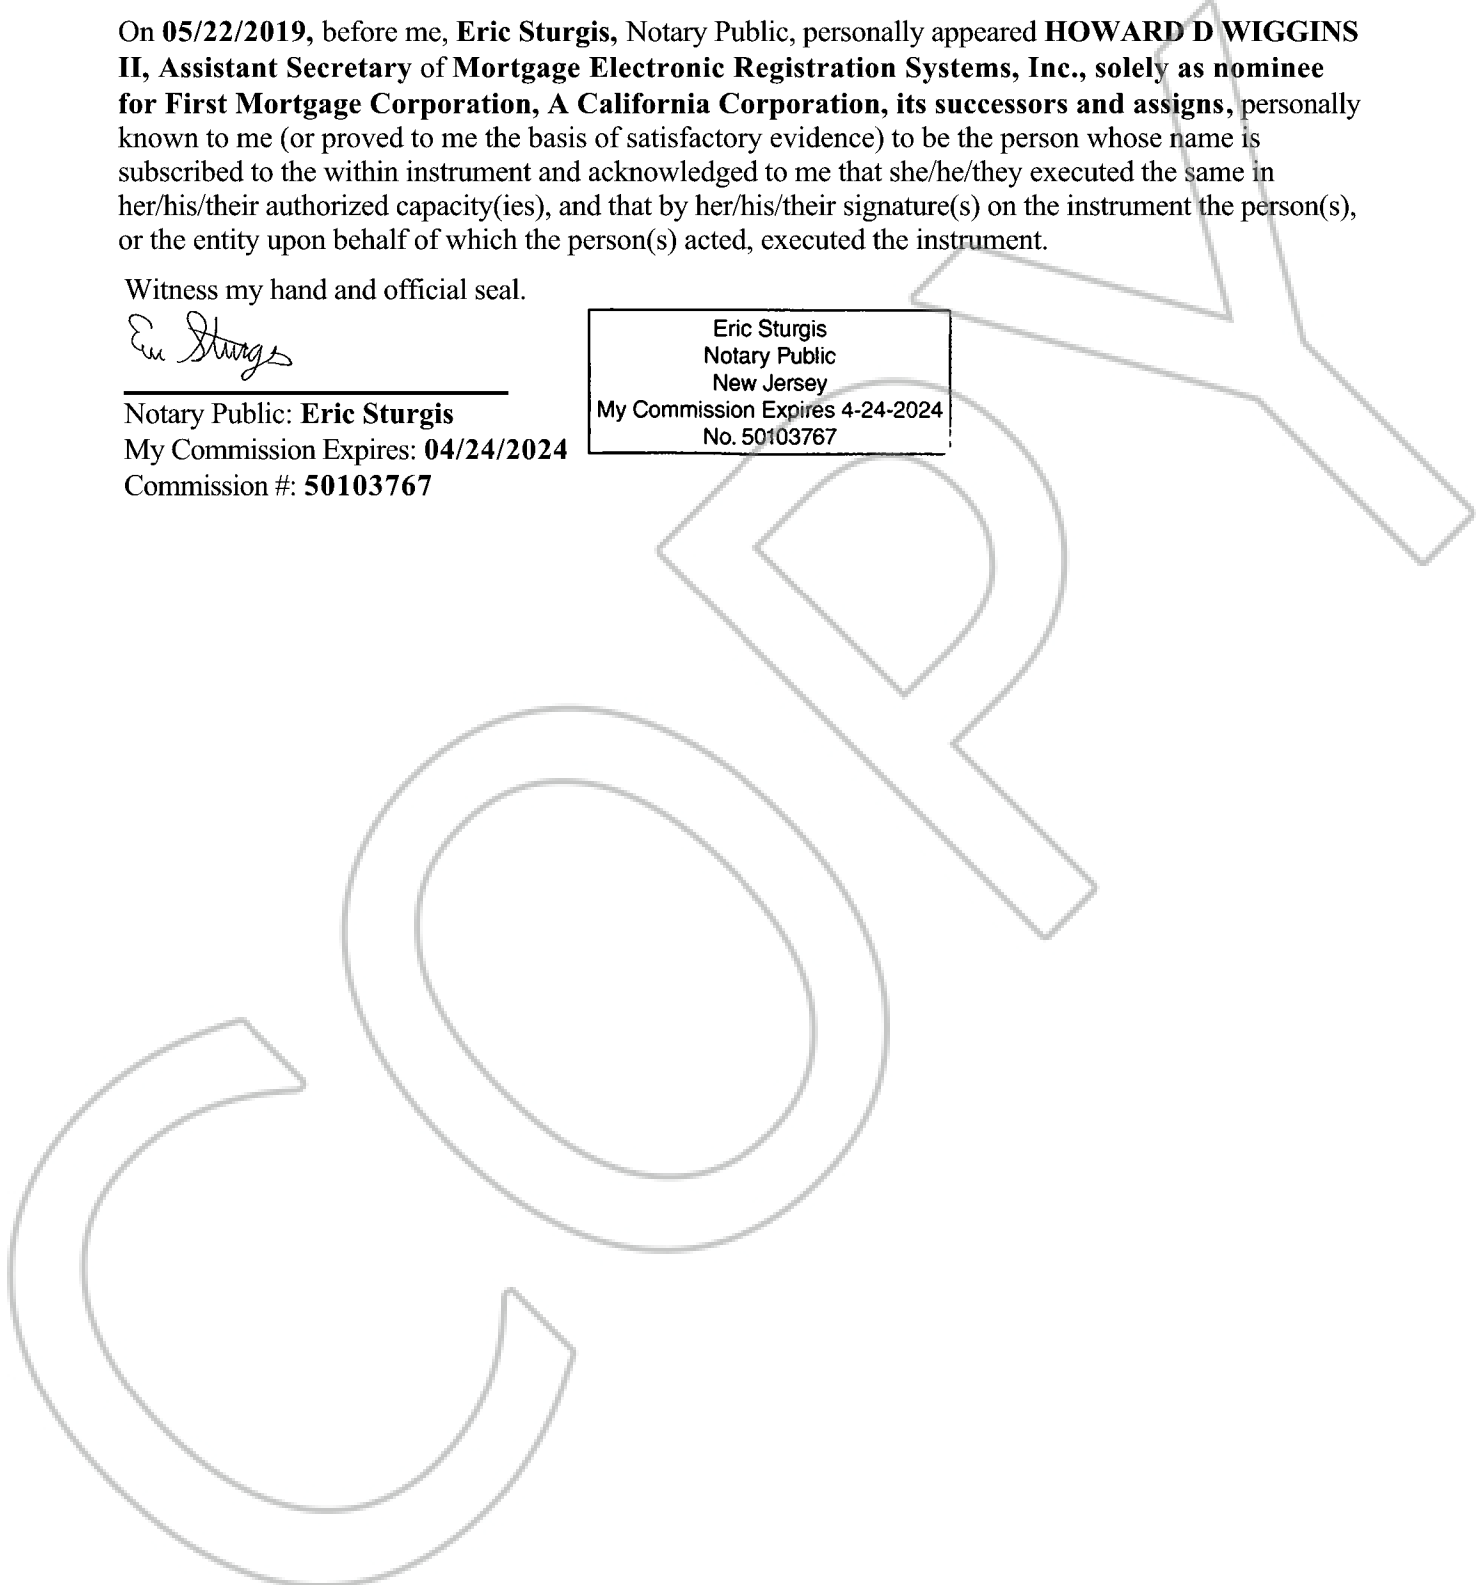 On 05/22/2019, before me, Eric Sturgis, Notary Public, personally appeared HOWARD D WIGGINS
II, Assistant Secretary of Mortgage Electronic Registration Systems, Inc., solely as nominee
for First Mortgage Corporation, A California Corporation, its successors and assigns, personally
known to me (or proved to me the basis of satisfactory evidence) to be the person whose name is
subscribed to the within instrument and acknowledged to me that she/he/they executed the same in
her/his/their authorized capacity(ies), and that by her/his/their signature(s) on the instrument the person(s),
or the entity upon behalf of which the person(s) acted, executed the instrument.
Witness my hand and official seal.
Eric Sturgis
Notary Public: Eric Sturgis
My Commission Expires: 04/24/2024
Commission #: 50103767
Eric Sturgis
Notary Public
New Jersey
My Commission Expires 4-24-2024
No. 50103767
COPY